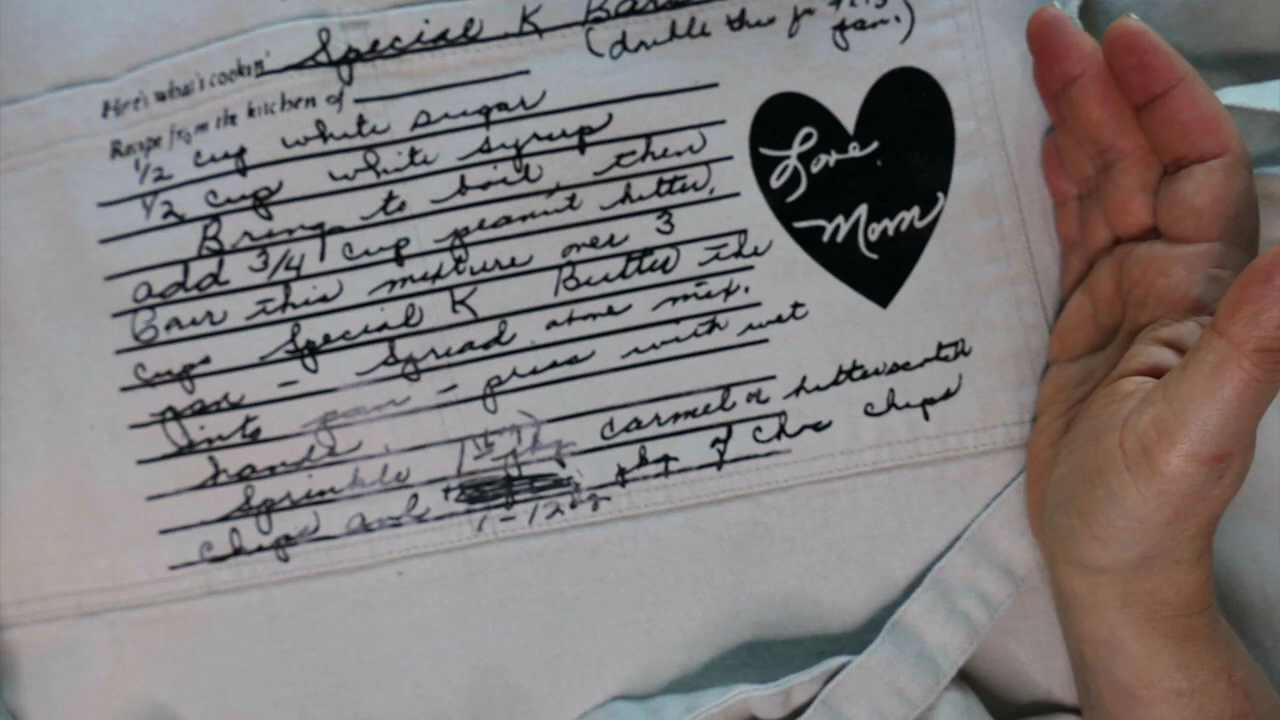 Here's what's cookin' Special K Bars
(double this for 9x13
pan.)
Recipe from the kitchen of
1/2 cup white sugar
1/2 cup white syrup
Bring to boil, then
add 3/4 cup peanut butter.
Pour this mixture over 3
cups Special K Butter the
pan - Spread above mix.
into pan - press with wet
hands.
Sprinkle carmel or butterscotch
chips and 1-12 oz pkg of choc chips
Love
Mom